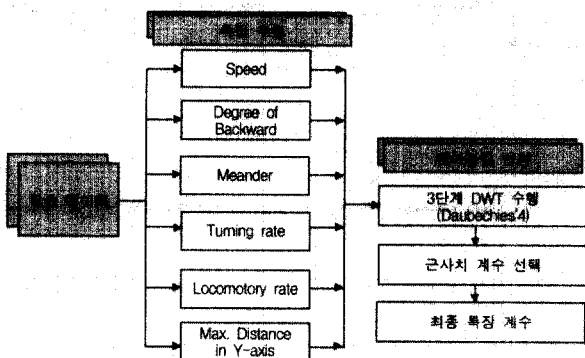 Speed
Degree of
Backward
Meander
Turning rate
Locomotory rate
Max. Distance
in Y-axis
3단계 DWT 수행
(Daubechies'4)
근사치 계수 선택
최종 특징 계수